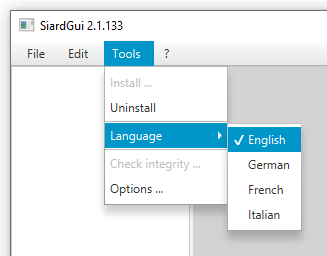 SiardGui 2.1.133
File Edit Tools ?
Install ...
Uninstall
Language
Check integrity ...
Options ...
✓ English
German
French
Italian